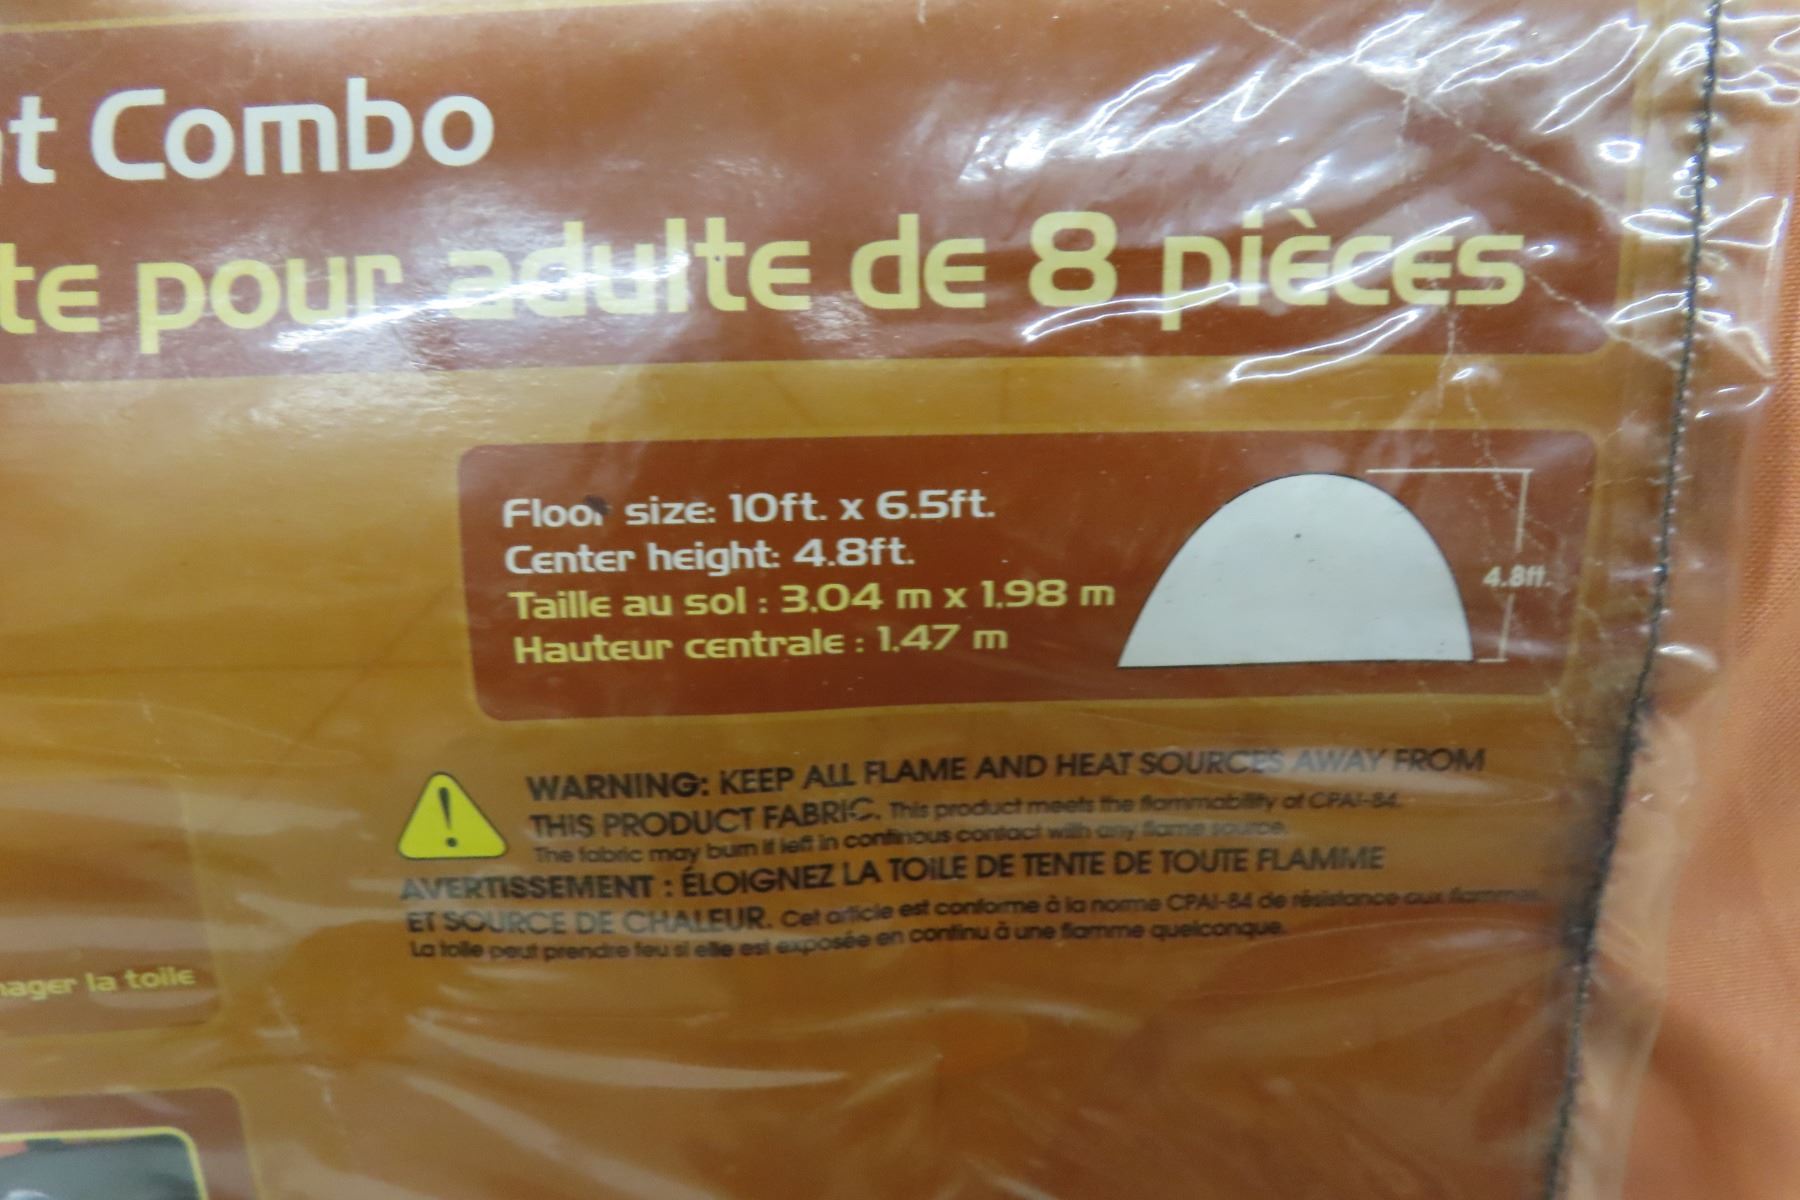 t Combo
te pour adulte de 8 pièces
Floor size: 10ft. x 6.5ft.
Center height: 4.8ft.
Taille au sol : 3.04 m x 1.98 m
Hauteur centrale : 1.47 m
4.8ft.
WARNING: KEEP ALL FLAME AND HEAT SOURCES AWAY FROM
THIS PRODUCT FABRIC. This product meets the flammability of CPAI-84.
The fabric may burn if left in continous contact with any flame source.
AVERTISSEMENT : ÉLOIGNEZ LA TOILE DE TENTE DE TOUTE FLAMME
ET SOURCE DE CHALEUR. Cet article est conforme à la norme CPAI-84 de résistance aux flammes.
La toile peut prendre feu si elle est exposée en continu à une flamme quelconque.
nager la toile